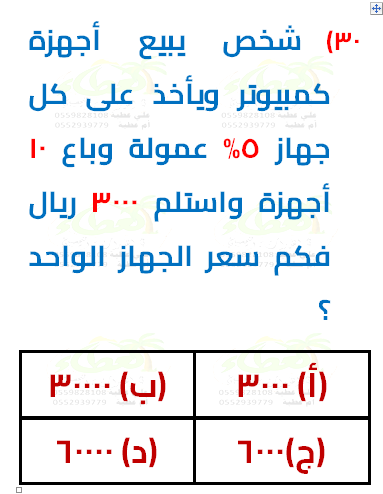 ٣٠) شخص يبيع أجهزة
كمبيوتر ويأخذ على كل
جهاز ٥% عمولة وباع ١٠
أجهزة واستلم ٣٠٠٠ ريال
فكم سعر الجهاز الواحد
؟
(أ) ٣٠٠٠
(ب) ٣٠٠٠٠
(ج) ٦٠٠٠
(د) ٦٠٠٠٠